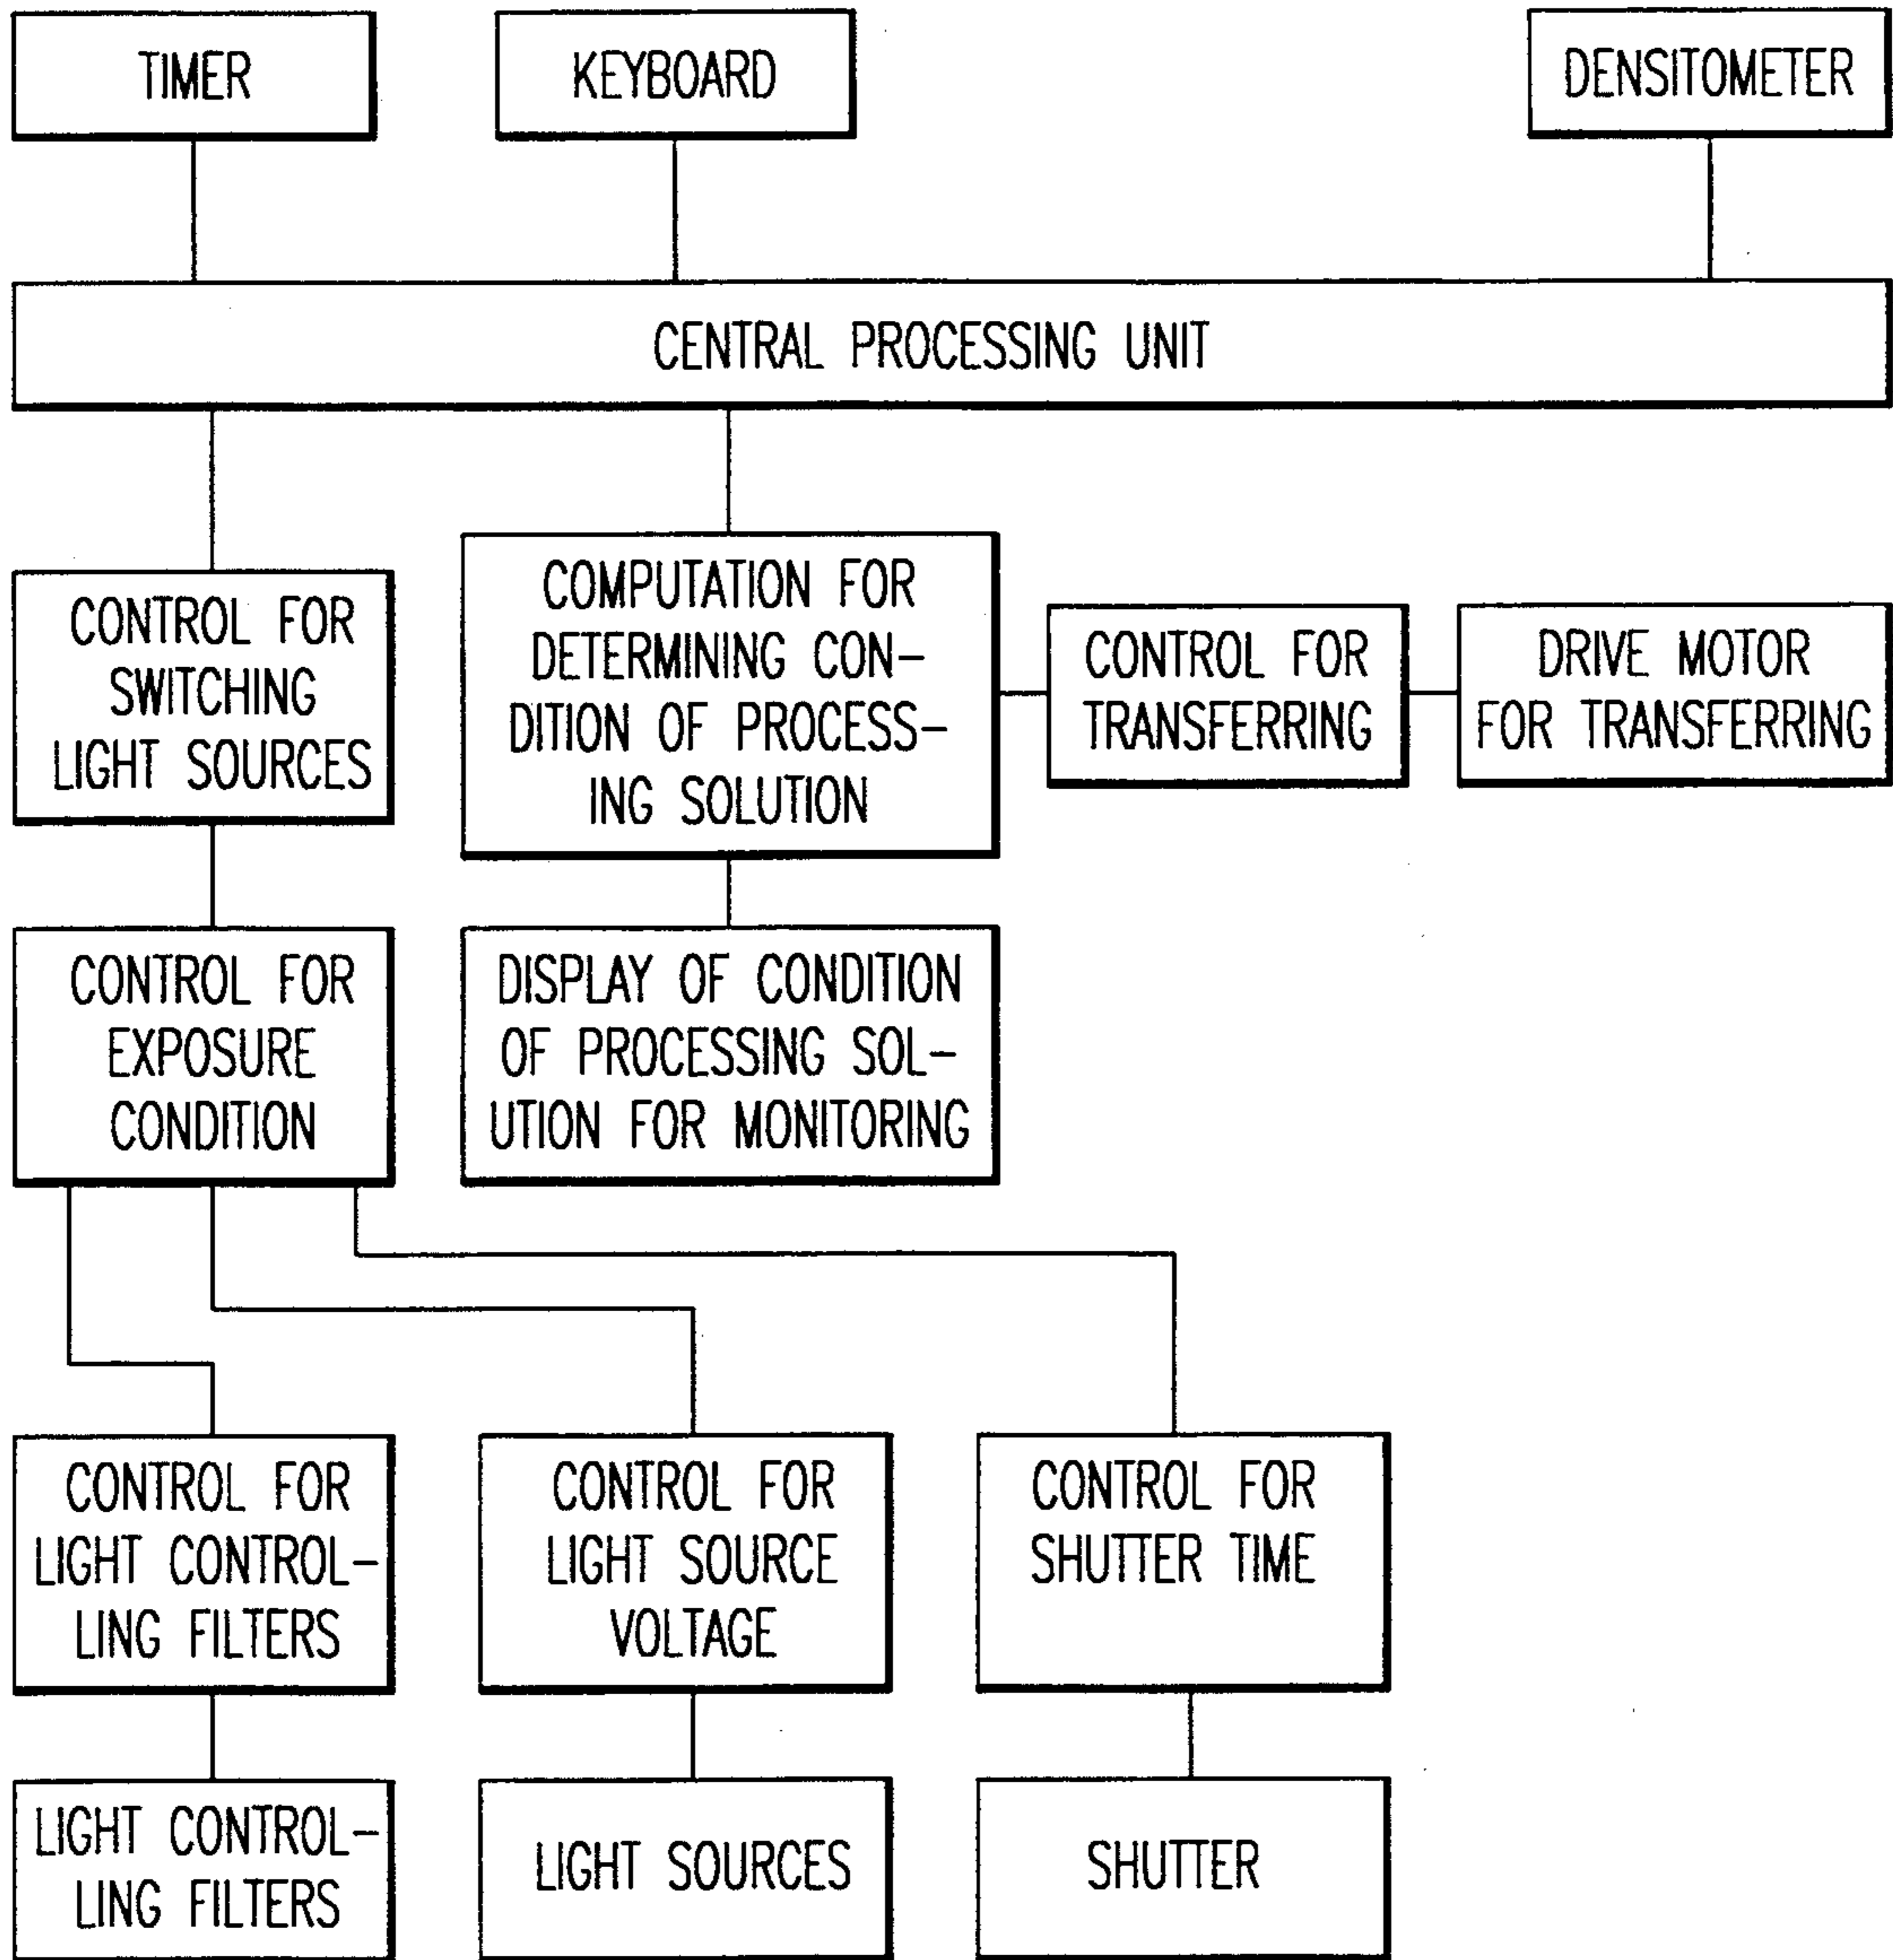 TIMER
KEYBOARD
DENSITOMETER
CENTRAL PROCESSING UNIT
CONTROL FOR
SWITCHING
LIGHT SOURCES
COMPUTATION FOR
DETERMINING CON-
DITION OF PROCESS-
ING SOLUTION
CONTROL FOR
TRANSFERRING
DRIVE MOTOR
FOR TRANSFERRING
CONTROL FOR
EXPOSURE
CONDITION
DISPLAY OF CONDITION
OF PROCESSING SOL-
UTION FOR MONITORING
CONTROL FOR
LIGHT CONTROL-
LING FILTERS
CONTROL FOR
LIGHT SOURCE
VOLTAGE
CONTROL FOR
SHUTTER TIME
LIGHT CONTROL-
LING FILTERS
LIGHT SOURCES
SHUTTER